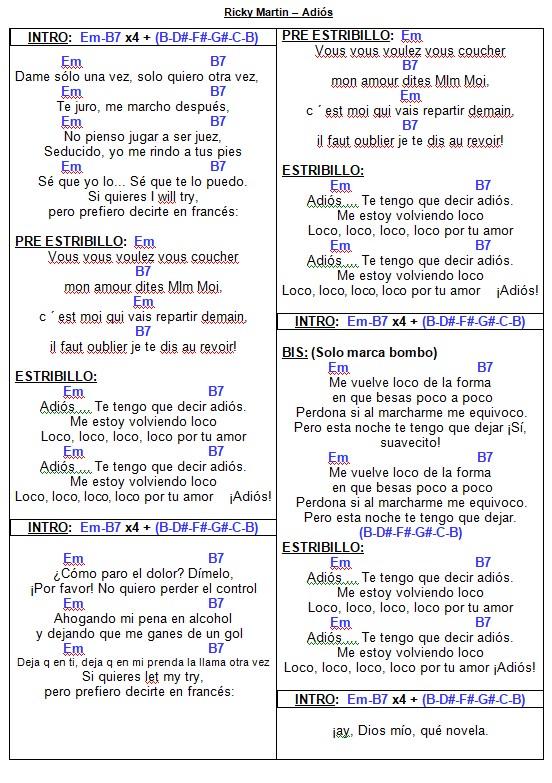 Ricky Martin – Adiós
INTRO: Em-B7 x4 + (B-D#-F#-G#-C-B)
Em B7
Dame sólo una vez, solo quiero otra vez,
Em B7
Te juro, me marcho después,
Em B7
No pienso jugar a ser juez,
Seducido, yo me rindo a tus pies
Em B7
Sé que yo lo... Sé que te lo puedo.
Si quieres I will try,
pero prefiero decirte en francés:
PRE ESTRIBILLO: Em
Vous vous voulez vous coucher
B7
mon amour dites MIm Moi,
Em
c ´ est moi qui vais repartir demain,
B7
il faut oublier je te dis au revoir!
ESTRIBILLO:
Em B7
Adiós.... Te tengo que decir adiós.
Me estoy volviendo loco
Loco, loco, loco, loco por tu amor
Em B7
Adiós.... Te tengo que decir adiós.
Me estoy volviendo loco
Loco, loco, loco, loco por tu amor ¡Adiós!
INTRO: Em-B7 x4 + (B-D#-F#-G#-C-B)
Em B7
¿Cómo paro el dolor? Dímelo,
¡Por favor! No quiero perder el control
Em B7
Ahogando mi pena en alcohol
y dejando que me ganes de un gol
Em B7
Deja q en ti, deja q en mi prenda la llama otra vez
Si quieres let my try,
pero prefiero decirte en francés:
PRE ESTRIBILLO: Em
Vous vous voulez vous coucher
B7
mon amour dites MIm Moi,
Em
c ´ est moi qui vais repartir demain,
B7
il faut oublier je te dis au revoir!
ESTRIBILLO:
Em B7
Adiós.... Te tengo que decir adiós.
Me estoy volviendo loco
Loco, loco, loco, loco por tu amor
Em B7
Adiós.... Te tengo que decir adiós.
Me estoy volviendo loco
Loco, loco, loco, loco por tu amor ¡Adiós!
INTRO: Em-B7 x4 + (B-D#-F#-G#-C-B)
BIS: (Solo marca bombo)
Em B7
Me vuelve loco de la forma
en que besas poco a poco
Perdona si al marcharme me equivoco.
Pero esta noche te tengo que dejar ¡Sí,
suavecito!
Em B7
Me vuelve loco de la forma
en que besas poco a poco
Perdona si al marcharme me equivoco.
Pero esta noche te tengo que dejar.
(B-D#-F#-G#-C-B)
ESTRIBILLO:
Em B7
Adiós.... Te tengo que decir adiós.
Me estoy volviendo loco
Loco, loco, loco, loco por tu amor
Em B7
Adiós.... Te tengo que decir adiós.
Me estoy volviendo loco
Loco, loco, loco, loco por tu amor ¡Adiós!
INTRO: Em-B7 x4 + (B-D#-F#-G#-C-B)
¡ay, Dios mío, qué novela.